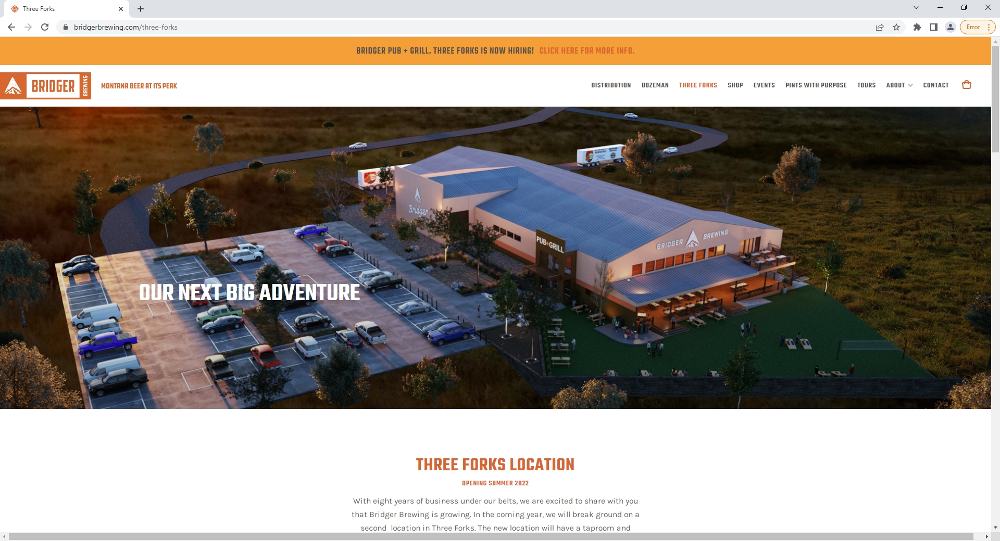 Three Forks
bridgerbrewing.com/three-forks
Error
BRIDGER PUB + GRILL, THREE FORKS IS NOW HIRING! CLICK HERE FOR MORE INFO.
BRIDGER BREWING
MONTANA BEER AT ITS PEAK
DISTRIBUTION BOZEMAN THREE FORKS SHOP EVENTS PINTS WITH PURPOSE TOURS ABOUT CONTACT
Bridger
PUB+GRILL
BRIDGER BREWING
OUR NEXT BIG ADVENTURE
THREE FORKS LOCATION
OPENING SUMMER 2022
With eight years of business under our belts, we are excited to share with you
that Bridger Brewing is growing. In the coming year, we will break ground on a
second location in Three Forks. The new location will have a taproom and